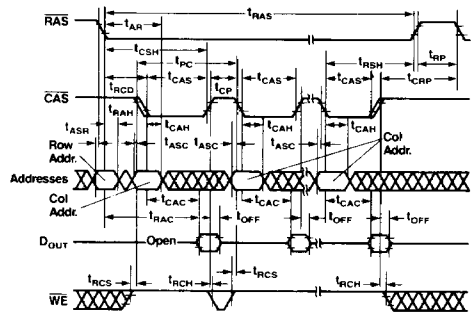 RAS
tAR
tRAS
tCSH
tPC
tRSH
tRP
tRCD
tCAS
tCP
tCAS
tCAS
tCRP
CAS
tRAH
tASR
tCAH
tCAH
tCAH
Row
Addr.
tASC
tASC
tASC
Col
Addr.
Addresses
Col
Addr.
tCAC
tCAC
tCAC
tRAC
tOFF
tOFF
tOFF
DOUT
Open
tRCS
tRCH
tRCS
tRCH
WE